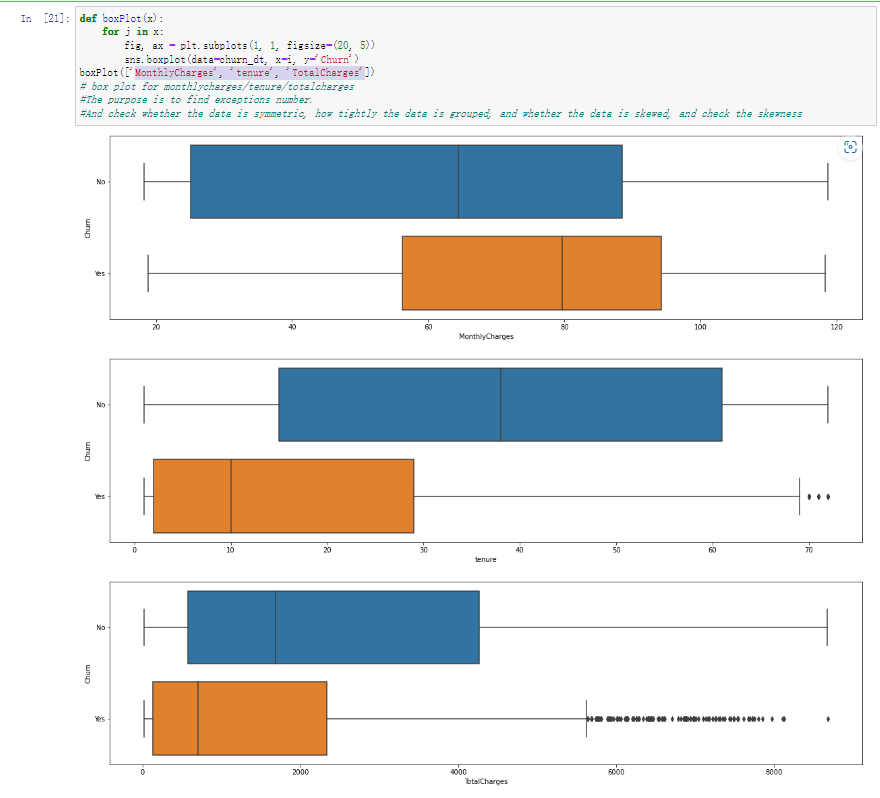 In [21]: def boxPlot(x):
for j in x:
fig, ax = plt.subplots(1, 1, figsize=(20, 5))
sns.boxplot(data=churn_dt, x=i, y='Churn')
boxPlot(['MonthlyCharges', 'tenure', 'TotalCharges'])
# box plot for monthlycharges/tenure/totalcharges
#The purpose is to find exceptions number.
#And check whether the data is symmetric, how tightly the data is grouped, and whether the data is skewed, and check the skewness
No
Churn
Yes
20 40 60 80 100 120
MonthlyCharges
No
Churn
Yes
0 10 20 30 40 50 60 70
tenure
No
Churn
Yes
0 2000 4000 6000 8000
TotalCharges